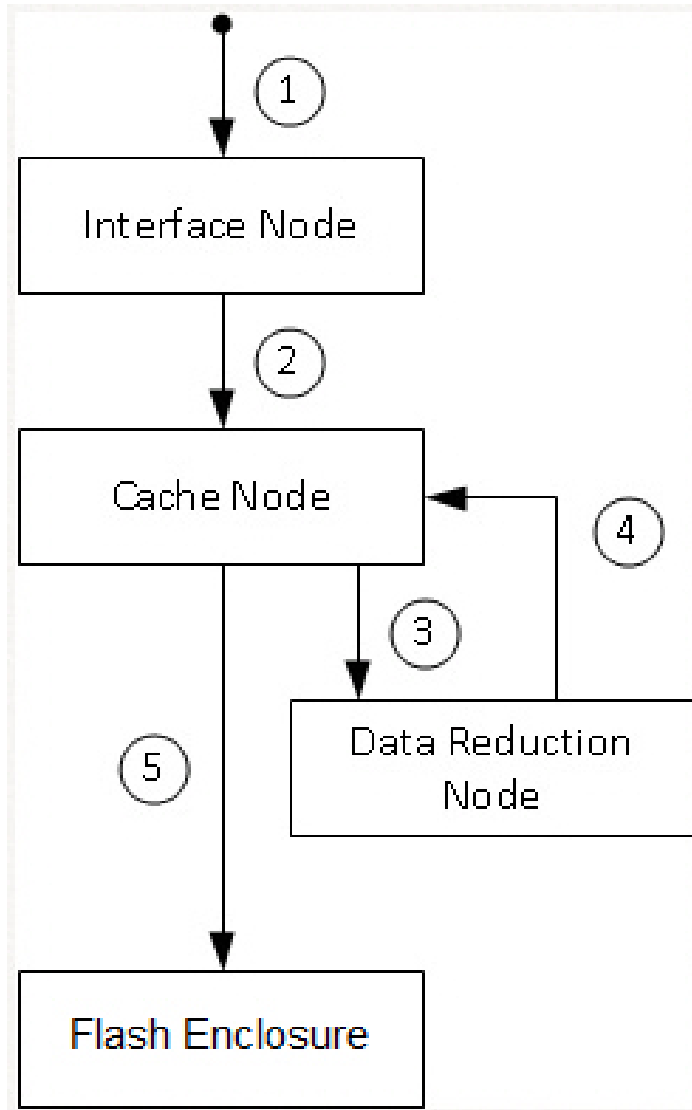 1
Interface Node
2
Cache Node
4
3
Data Reduction
Node
5
Flash Enclosure